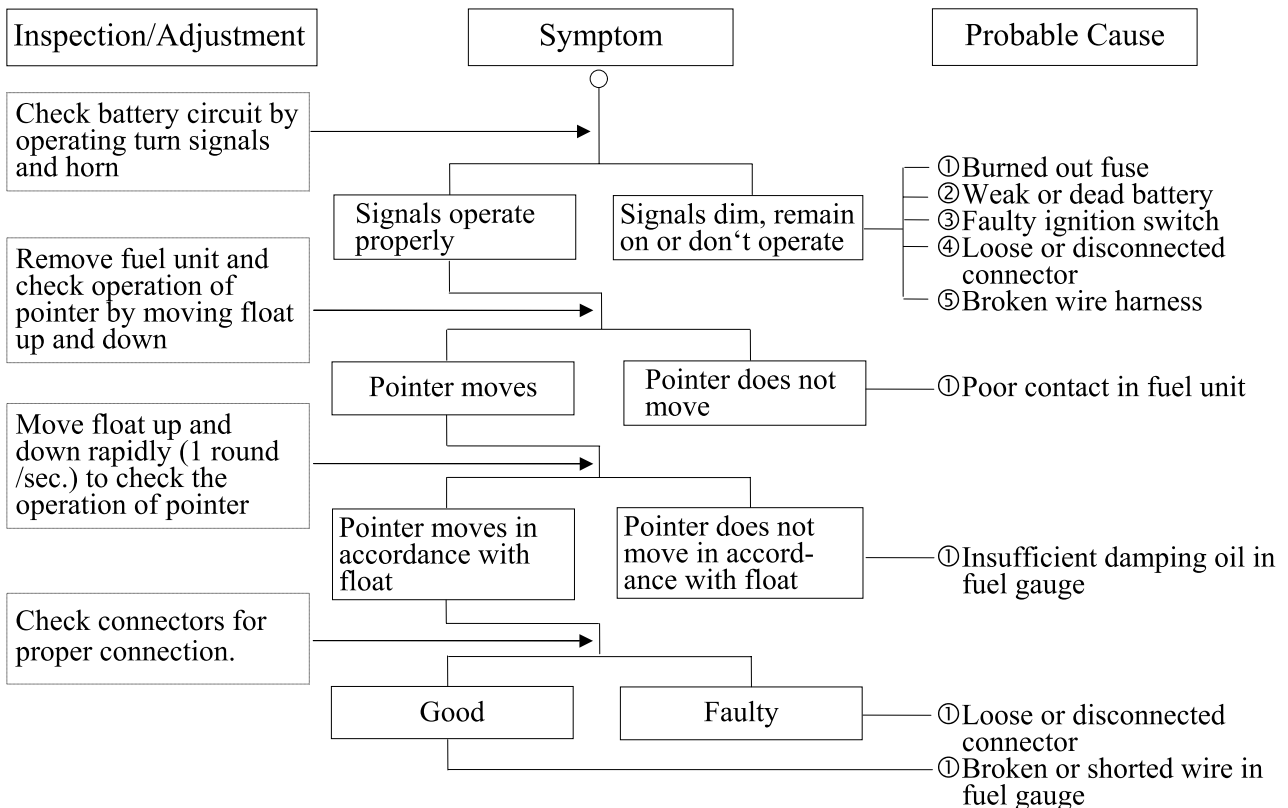 Inspection/Adjustment
Symptom
Probable Cause
Check battery circuit by
operating turn signals
and horn
Signals operate
properly
Signals dim, remain
on or don‘t operate
①Burned out fuse
②Weak or dead battery
③Faulty ignition switch
④Loose or disconnected
connector
⑤Broken wire harness
Remove fuel unit and
check operation of
pointer by moving float
up and down
Pointer moves
Pointer does not
move
①Poor contact in fuel unit
Move float up and
down rapidly (1 round
/sec.) to check the
operation of pointer
Pointer moves in
accordance with
float
Pointer does not
move in accord-
ance with float
①Insufficient damping oil in
fuel gauge
Check connectors for
proper connection.
Good
Faulty
①Loose or disconnected
connector
①Broken or shorted wire in
fuel gauge